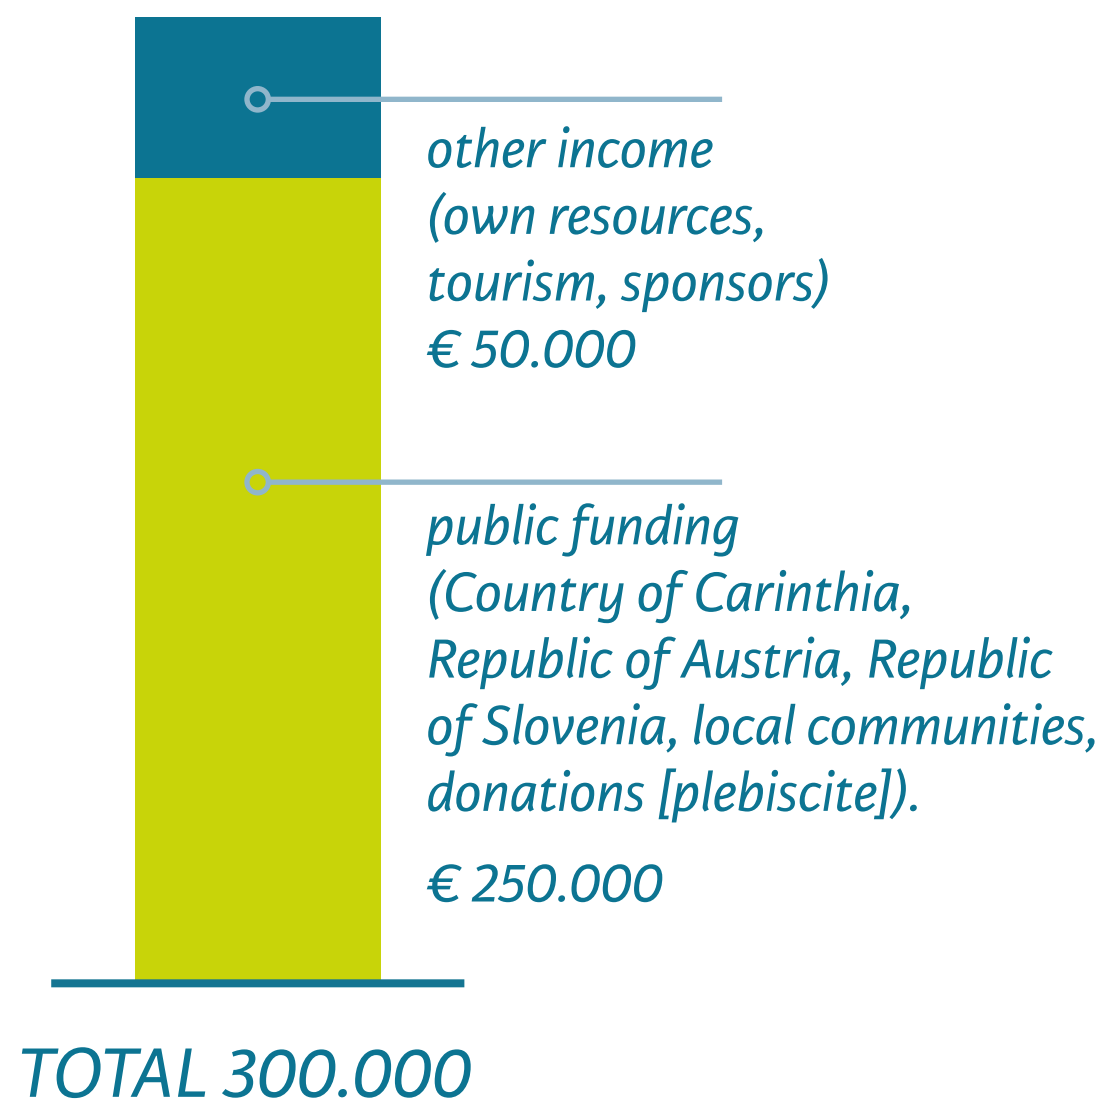 other income
(own resources,
tourism, sponsors)
€ 50.000
public funding
(Country of Carinthia,
Republic of Austria, Republic
of Slovenia, local communities,
donations [plebiscite]).
€ 250.000
TOTAL 300.000